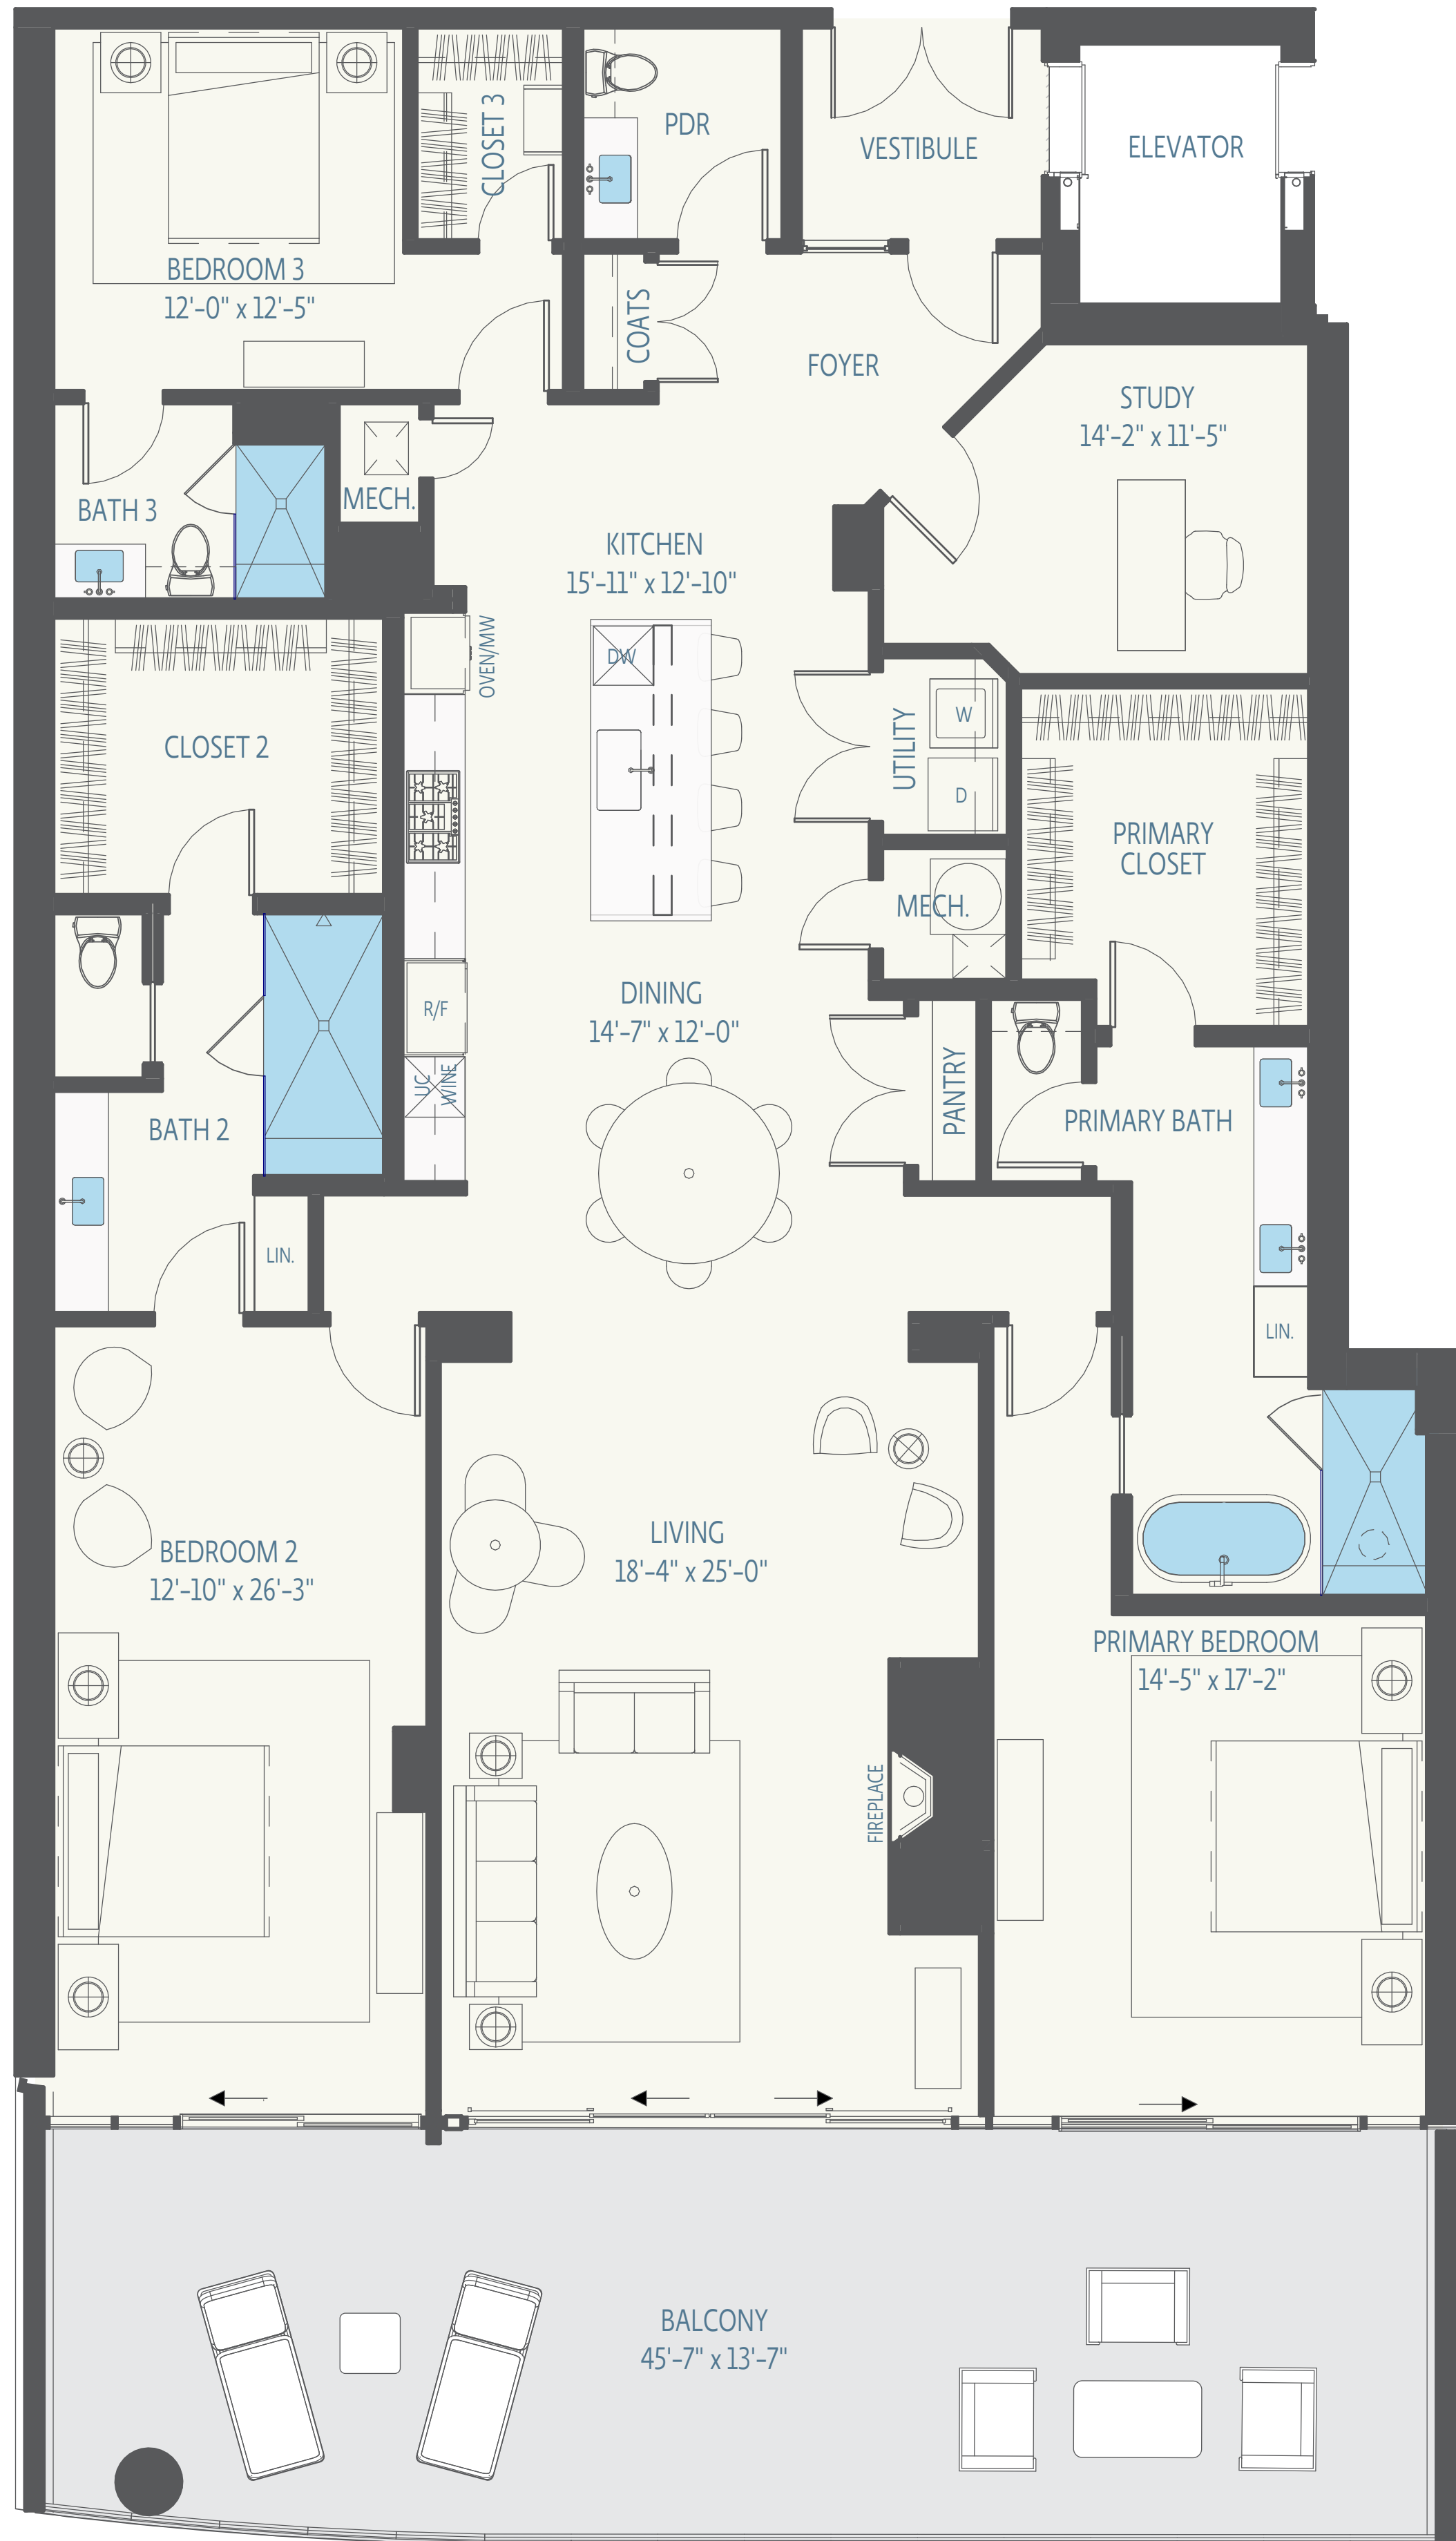 CLOSET 3
PDR
VESTIBULE
ELEVATOR
BEDROOM 3
12'-0" x 12'-5"
COATS
FOYER
STUDY
14'-2" x 11'-5"
BATH 3
MECH.
KITCHEN
15'-11" x 12'-10"
OVEN/MW
DW
CLOSET 2
UTILITY
W
D
PRIMARY
CLOSET
MECH.
R/F
DINING
14'-7" x 12'-0"
UC
WINE
PANTRY
BATH 2
PRIMARY BATH
LIN.
LIN.
BEDROOM 2
12'-10" x 26'-3"
LIVING
18'-4" x 25'-0"
PRIMARY BEDROOM
14'-5" x 17'-2"
FIREPLACE
BALCONY
45'-7" x 13'-7"